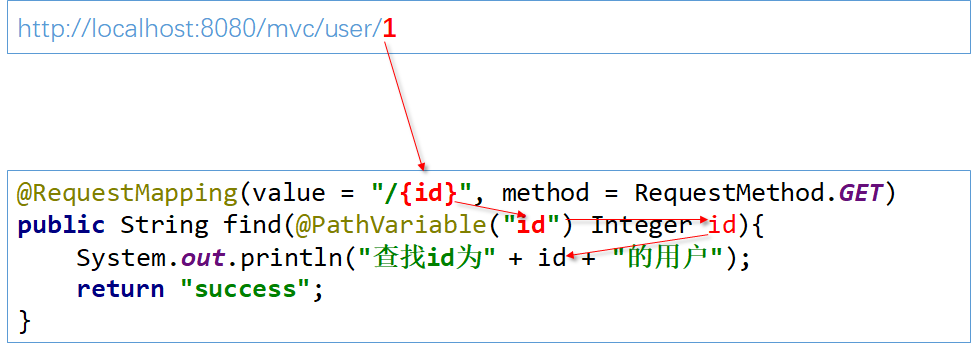 http://localhost:8080/mvc/user/1
@RequestMapping(value = "/{id}", method = RequestMethod.GET)
public String find(@PathVariable("id") Integer id){
    System.out.println("查找id为" + id + "的用户");
    return "success";
}